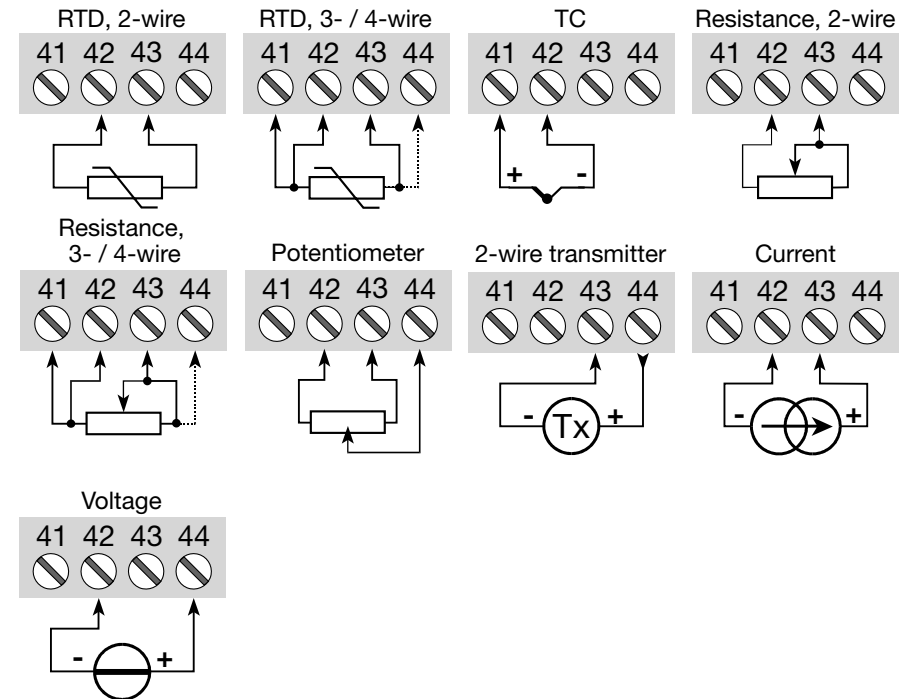 RTD, 2-wire
41 42 43 44
RTD, 3- / 4-wire
41 42 43 44
TC
41 42 43 44
+ -
Resistance, 2-wire
41 42 43 44
Resistance,
3- / 4-wire
41 42 43 44
Potentiometer
41 42 43 44
2-wire transmitter
41 42 43 44
- Tx +
Current
41 42 43 44
- +
Voltage
41 42 43 44
- +